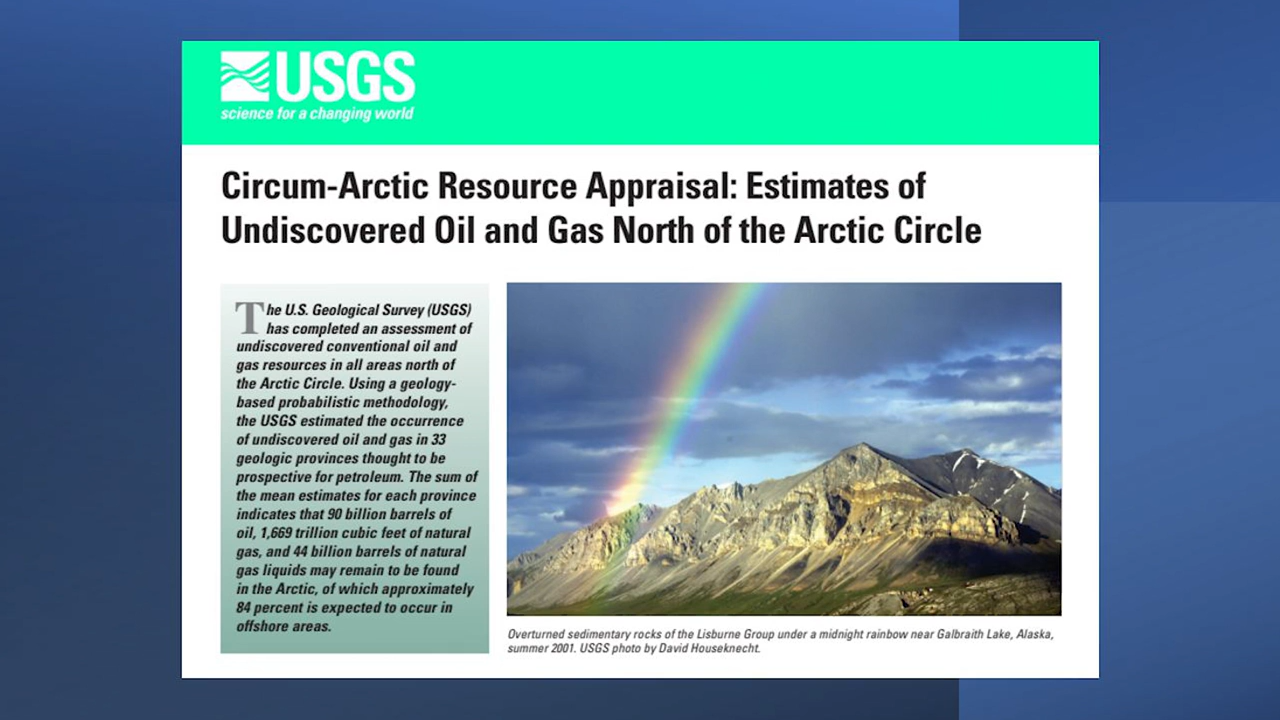 USGS
science for a changing world
Circum-Arctic Resource Appraisal: Estimates of
Undiscovered Oil and Gas North of the Arctic Circle
The U.S. Geological Survey (USGS)
has completed an assessment of
undiscovered conventional oil and
gas resources in all areas north of
the Arctic Circle. Using a geology-
based probabilistic methodology,
the USGS estimated the occurrence
of undiscovered oil and gas in 33
geologic provinces thought to be
prospective for petroleum. The sum of
the mean estimates for each province
indicates that 90 billion barrels of
oil, 1,669 trillion cubic feet of natural
gas, and 44 billion barrels of natural
gas liquids may remain to be found
in the Arctic, of which approximately
84 percent is expected to occur in
offshore areas.
Overturned sedimentary rocks of the Lisburne Group under a midnight rainbow near Galbraith Lake, Alaska,
summer 2001. USGS photo by David Houseknecht.